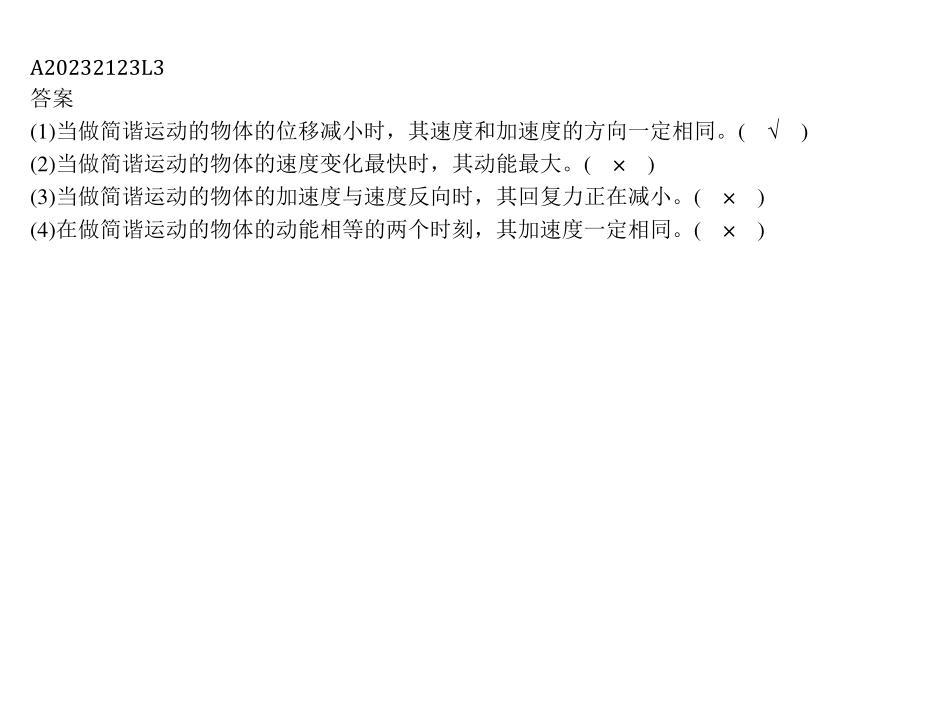 A20232123L3
答案
(1)当做简谐运动的物体的位移减小时，其速度和加速度的方向一定相同。(　√　)
(2)当做简谐运动的物体的速度变化最快时，其动能最大。(　×　)
(3)当做简谐运动的物体的加速度与速度反向时，其回复力正在减小。(　×　)
(4)在做简谐运动的物体的动能相等的两个时刻，其加速度一定相同。(　×　)